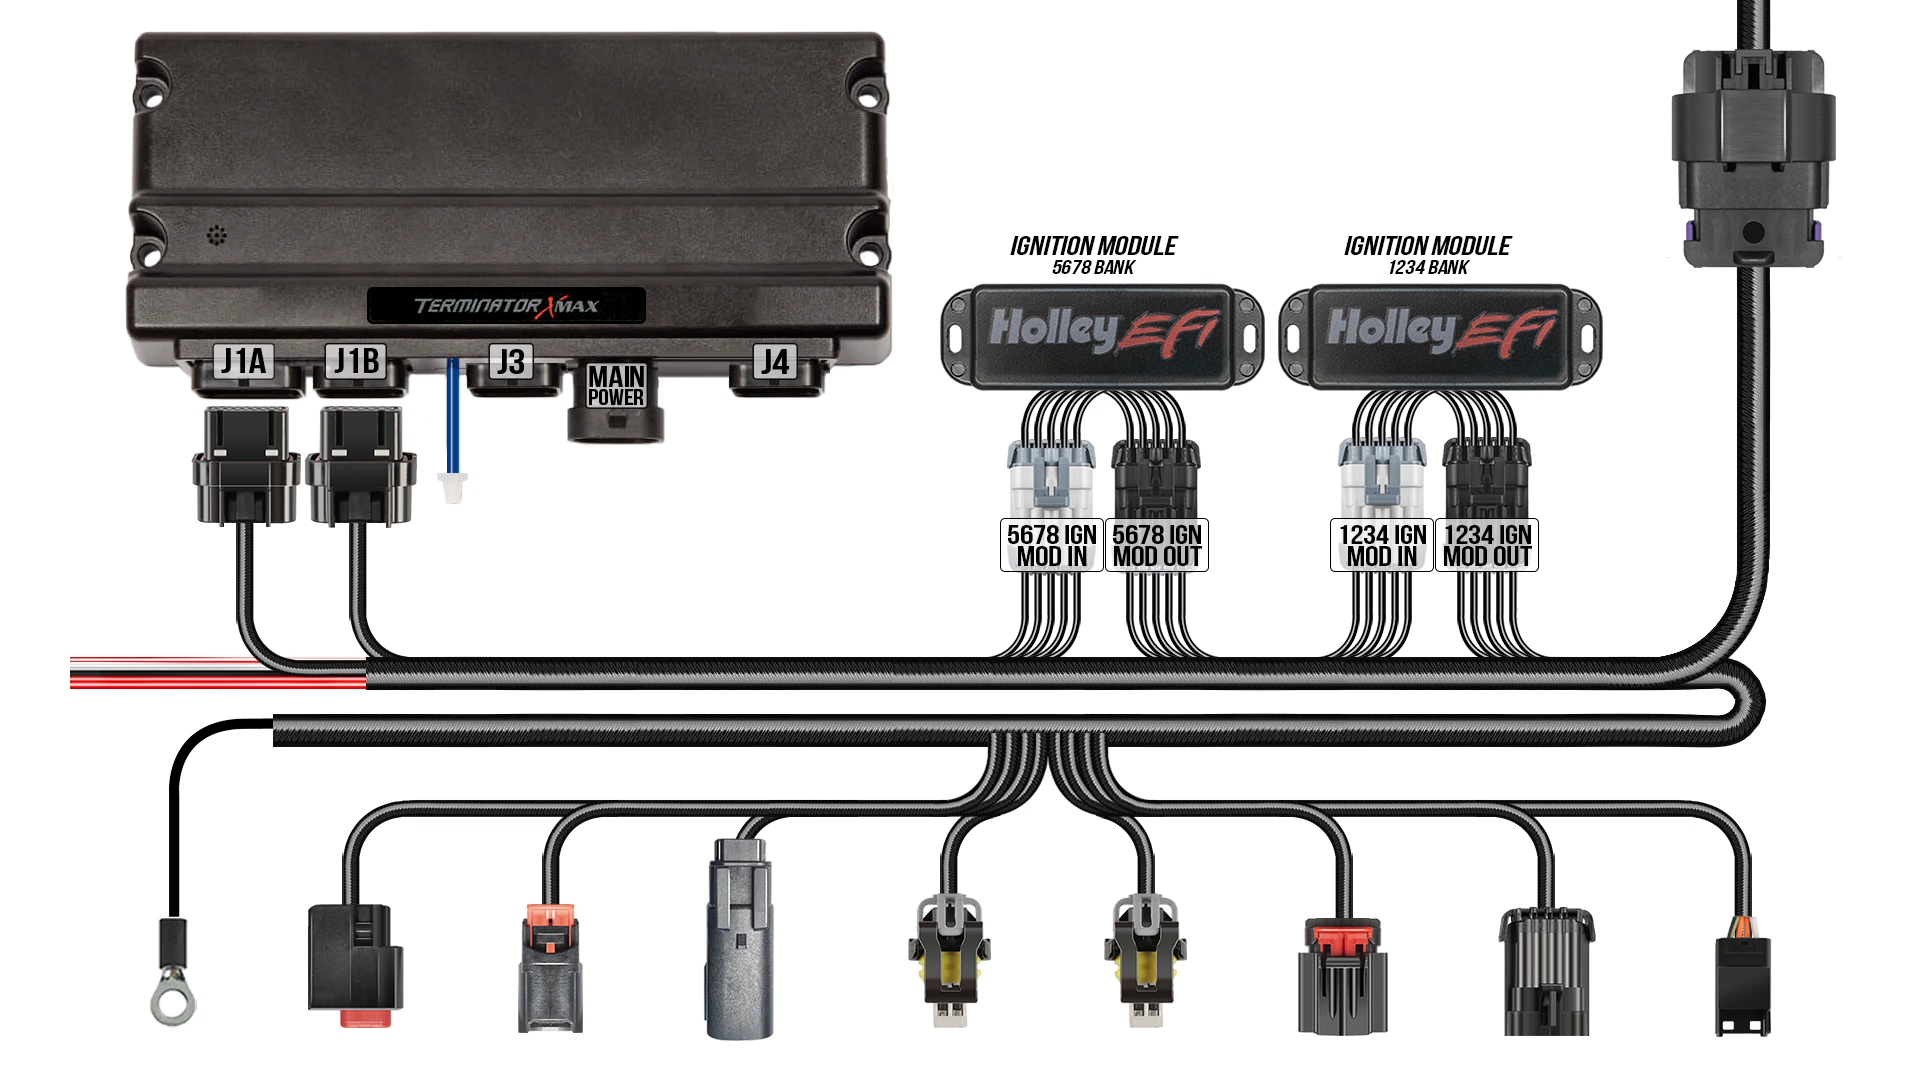 TERMINATOR X MAX
J1A
J1B
J3
MAIN
POWER
J4
IGNITION MODULE
5678 BANK
Holley EFI
IGNITION MODULE
1234 BANK
Holley EFI
5678 IGN
MOD IN
5678 IGN
MOD OUT
1234 IGN
MOD IN
1234 IGN
MOD OUT